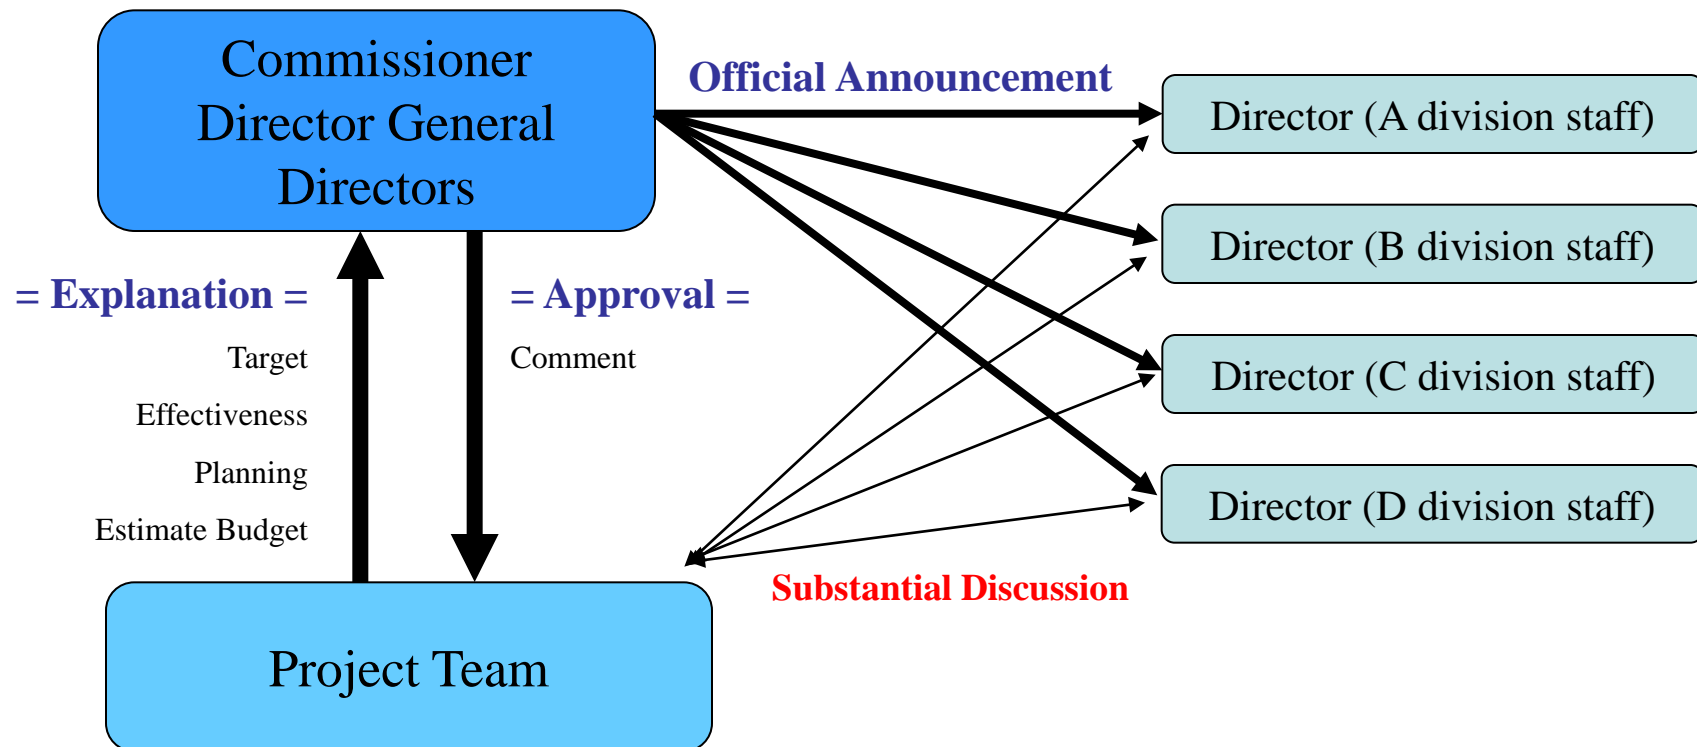 Commissioner
Director General
Directors
Official Announcement
Director (A division staff)
Director (B division staff)
Director (C division staff)
Director (D division staff)
= Explanation =
Target
Effectiveness
Planning
Estimate Budget
= Approval =
Comment
Substantial Discussion
Project Team